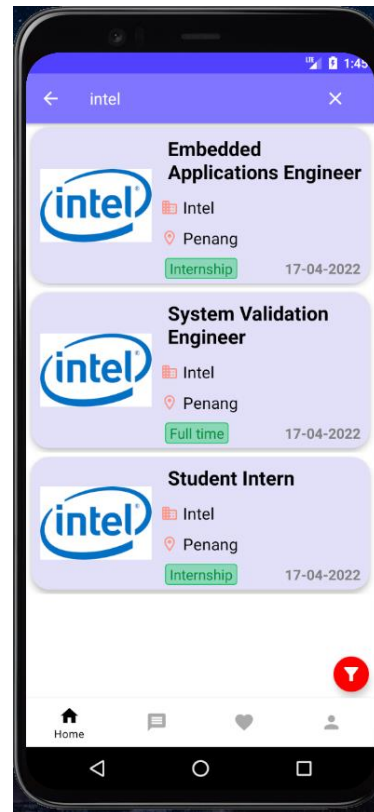 LTE 1:45
intel
intel
Embedded
Applications Engineer
Intel
Penang
Internship 17-04-2022
intel
System Validation
Engineer
Intel
Penang
Full time 17-04-2022
intel
Student Intern
Intel
Penang
Internship 17-04-2022
Home